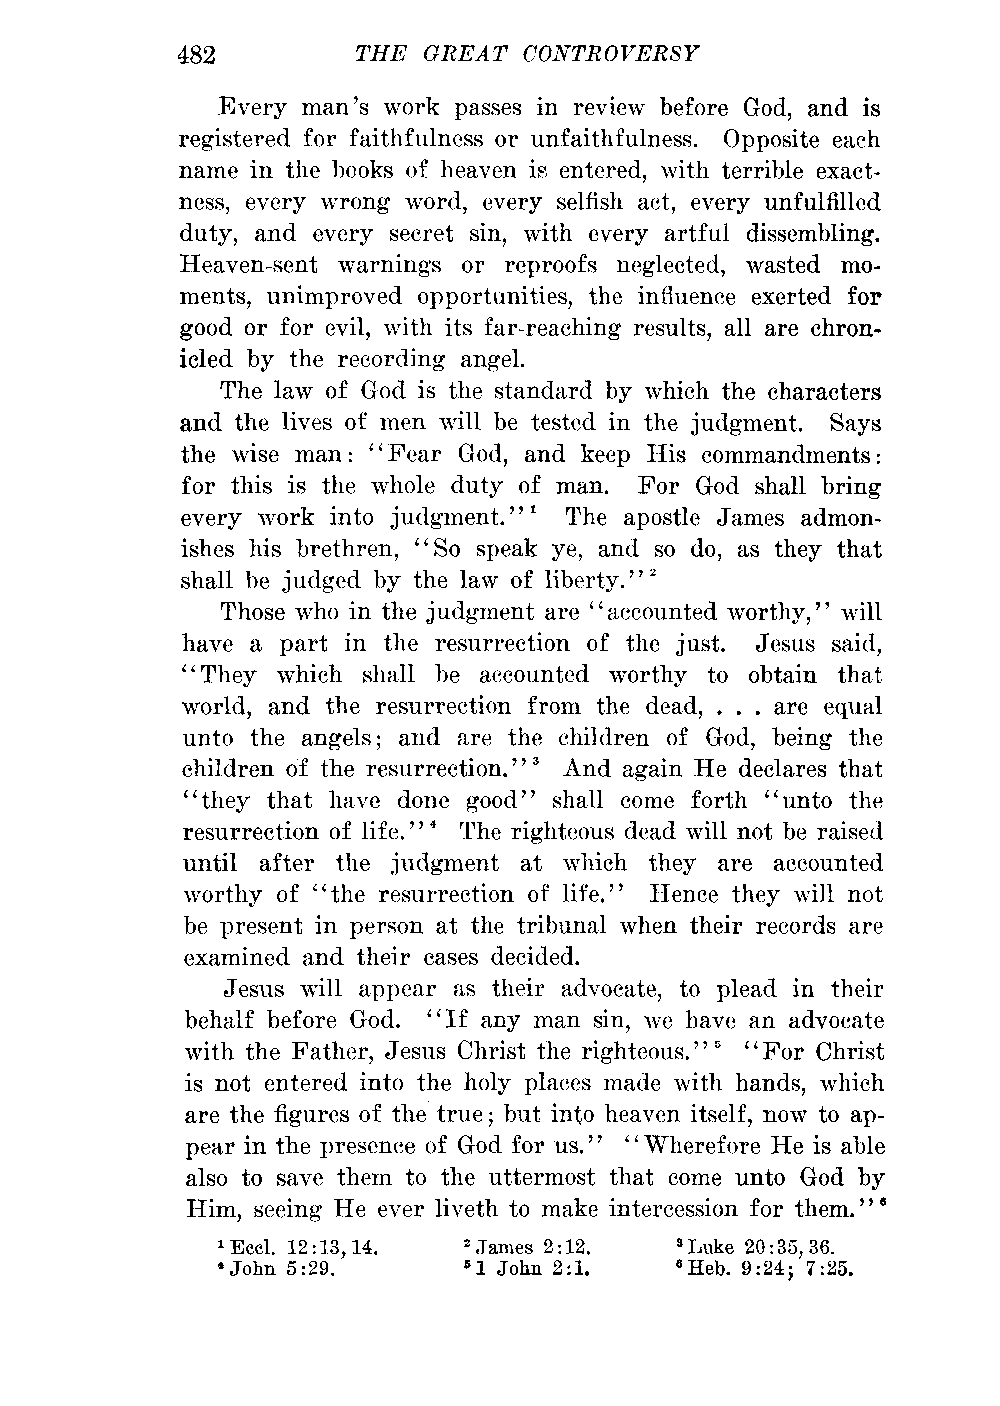 482 THE GREAT CONTROVERSY
Every man's work passes in review before God, and is
registered for faithfulness or unfaithfulness. Opposite each
name in the books of heaven is entered, with terrible exact-
ness, every wrong word, every selfish act, every unfulfilled
duty, and every secret sin, with every artful dissembling.
Heaven-sent warnings or reproofs neglected, wasted mo-
ments, unimproved opportunities, the influence exerted for
good or for evil, with its far-reaching results, all are chron-
icled by the recording angel.
The law of God is the standard by which the characters
and the lives of men will be tested in the judgment. Says
the wise man: "Fear God, and keep His commandments:
for this is the whole duty of man. For God shall bring
every work into judgment."¹ The apostle James admon-
ishes his brethren, "So speak ye, and so do, as they that
shall be judged by the law of liberty."²
Those who in the judgment are "accounted worthy," will
have a part in the resurrection of the just. Jesus said,
"They which shall be accounted worthy to obtain that
world, and the resurrection from the dead, . . . are equal
unto the angels; and are the children of God, being the
children of the resurrection."³ And again He declares that
"they that have done good" shall come forth "unto the
resurrection of life."⁴ The righteous dead will not be raised
until after the judgment at which they are accounted
worthy of "the resurrection of life." Hence they will not
be present in person at the tribunal when their records are
examined and their cases decided.
Jesus will appear as their advocate, to plead in their
behalf before God. "If any man sin, we have an advocate
with the Father, Jesus Christ the righteous."⁵ "For Christ
is not entered into the holy places made with hands, which
are the figures of the true; but into heaven itself, now to ap-
pear in the presence of God for us." "Wherefore He is able
also to save them to the uttermost that come unto God by
Him, seeing He ever liveth to make intercession for them."⁶
¹ Eccl. 12:13,14. ² James 2:12. ³ Luke 20:35,36.
⁴ John 5:29. ⁵ 1 John 2:1. ⁶ Heb. 9:24; 7:25.